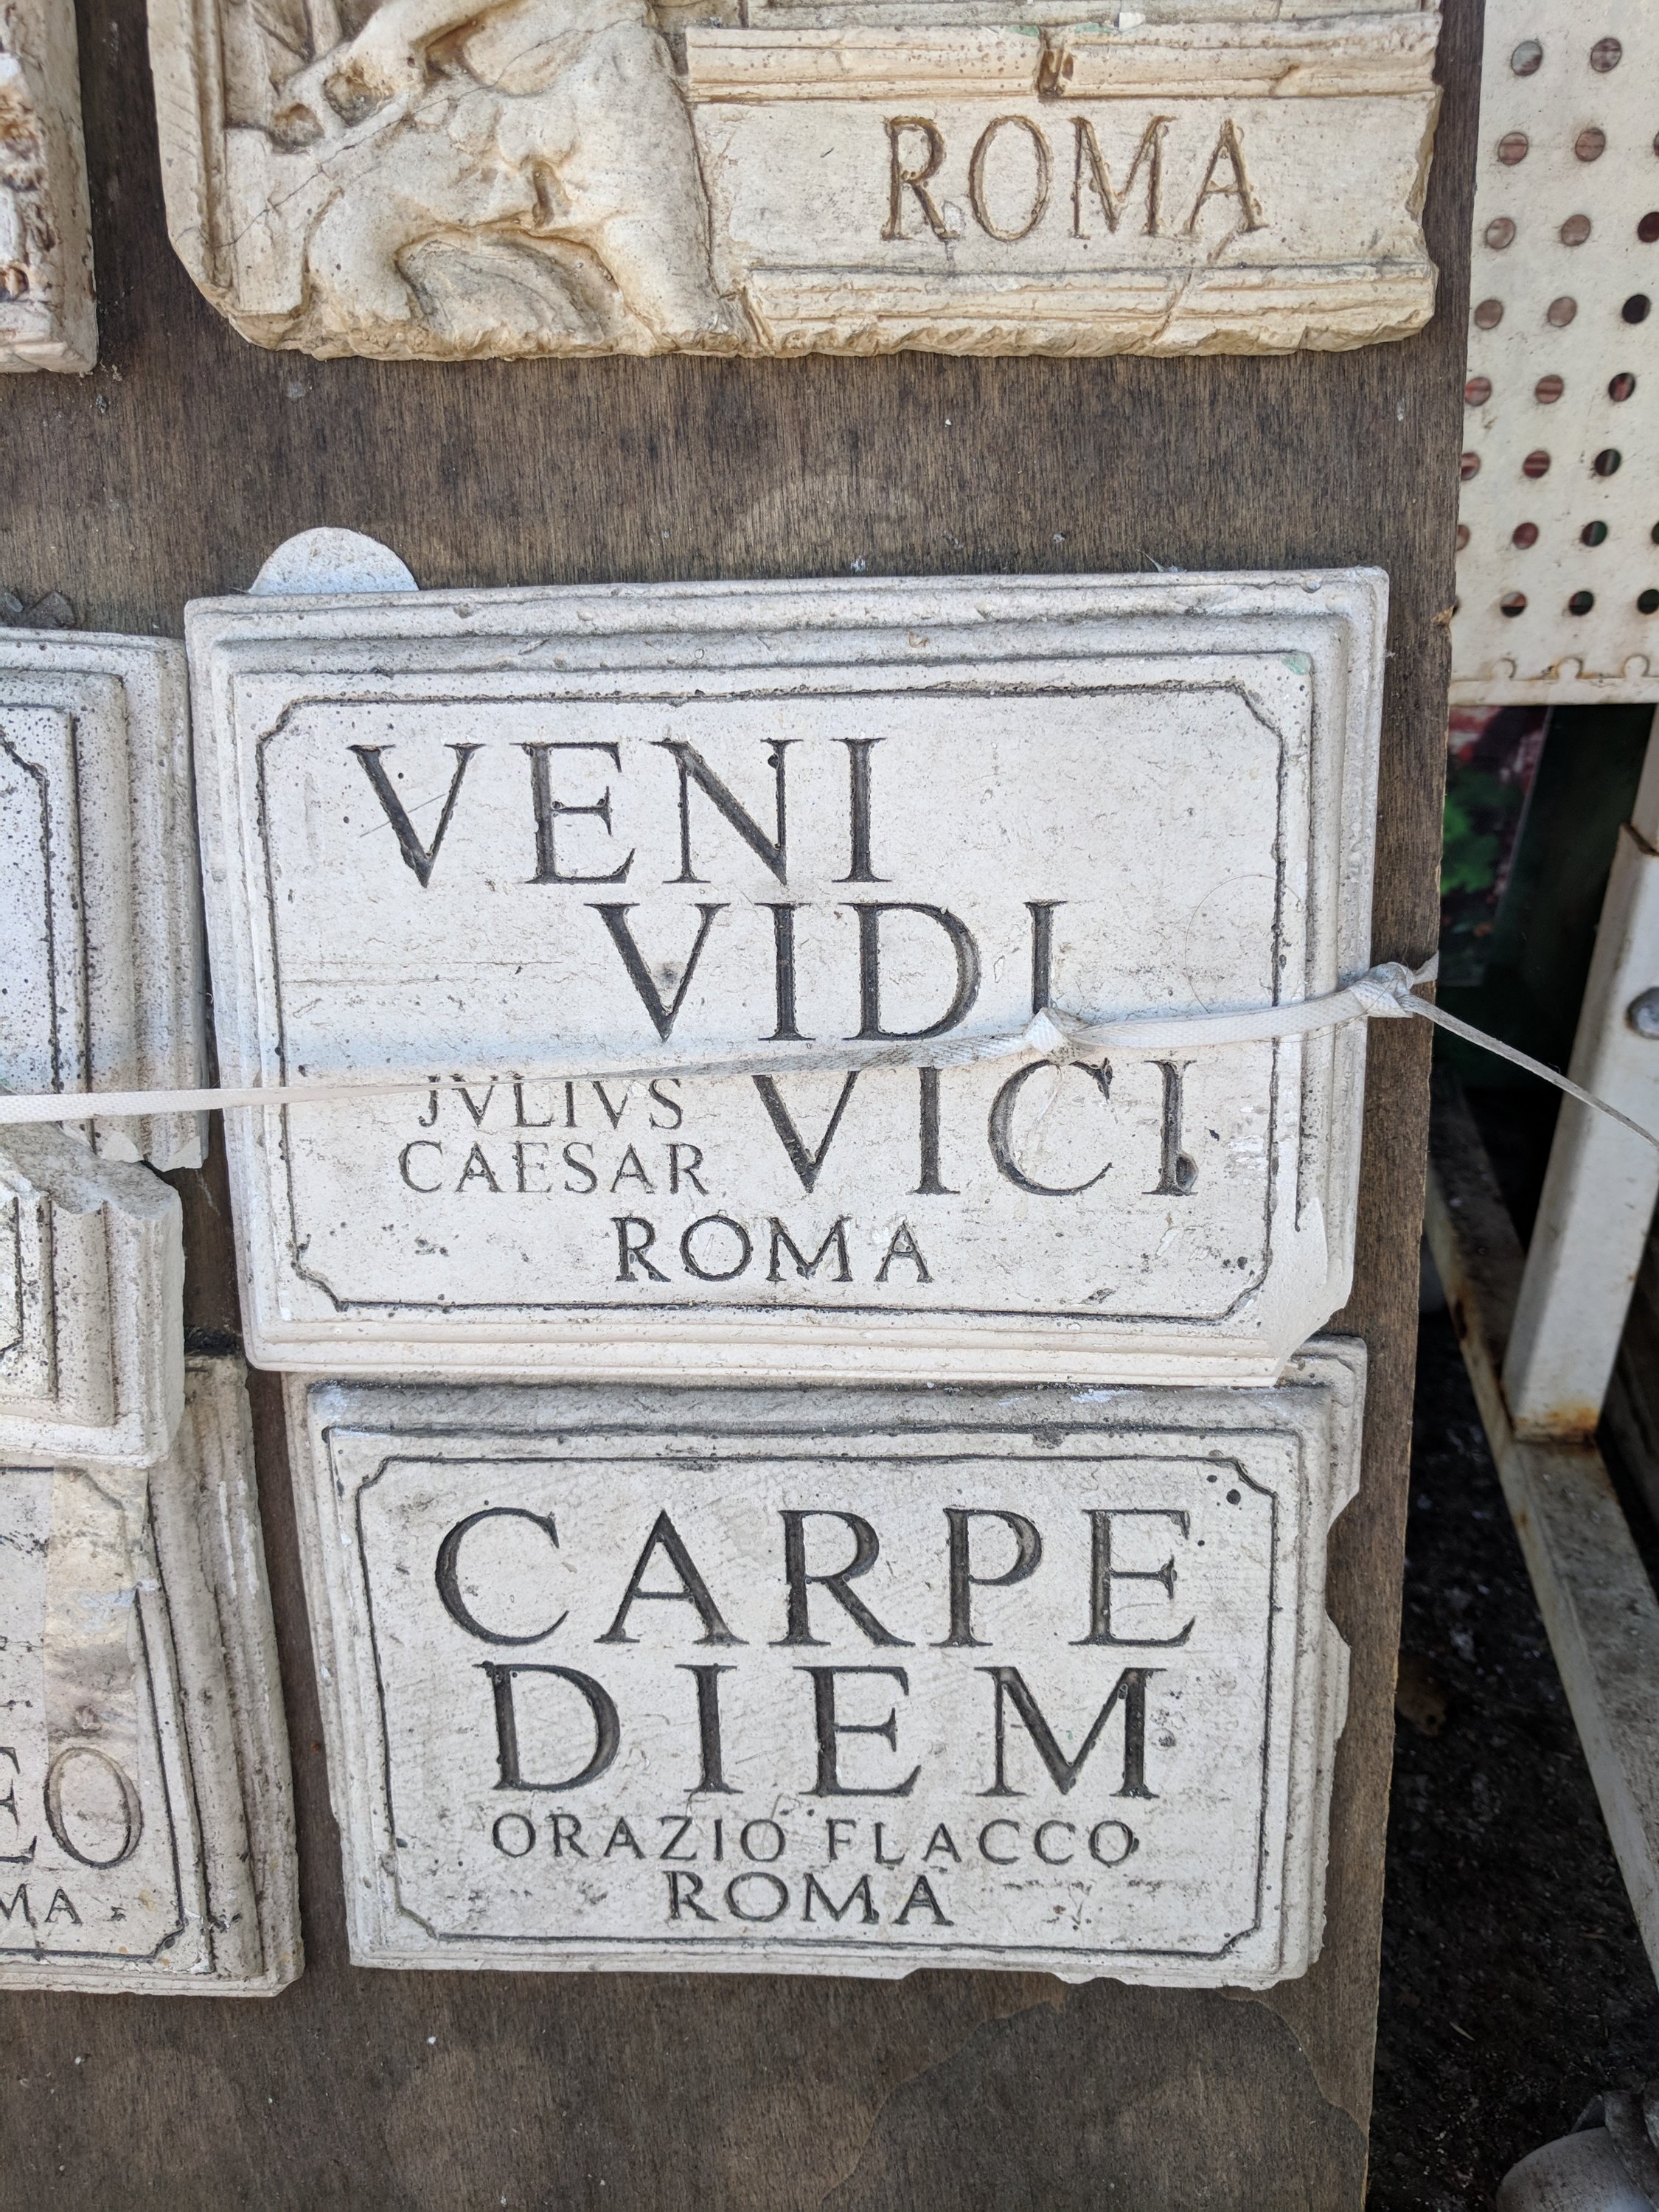 ROMA
VENI
VIDI
JVLIVS
CAESAR
VICI
ROMA
CARPE
DIEM
ORAZIO FLACCO
ROMA